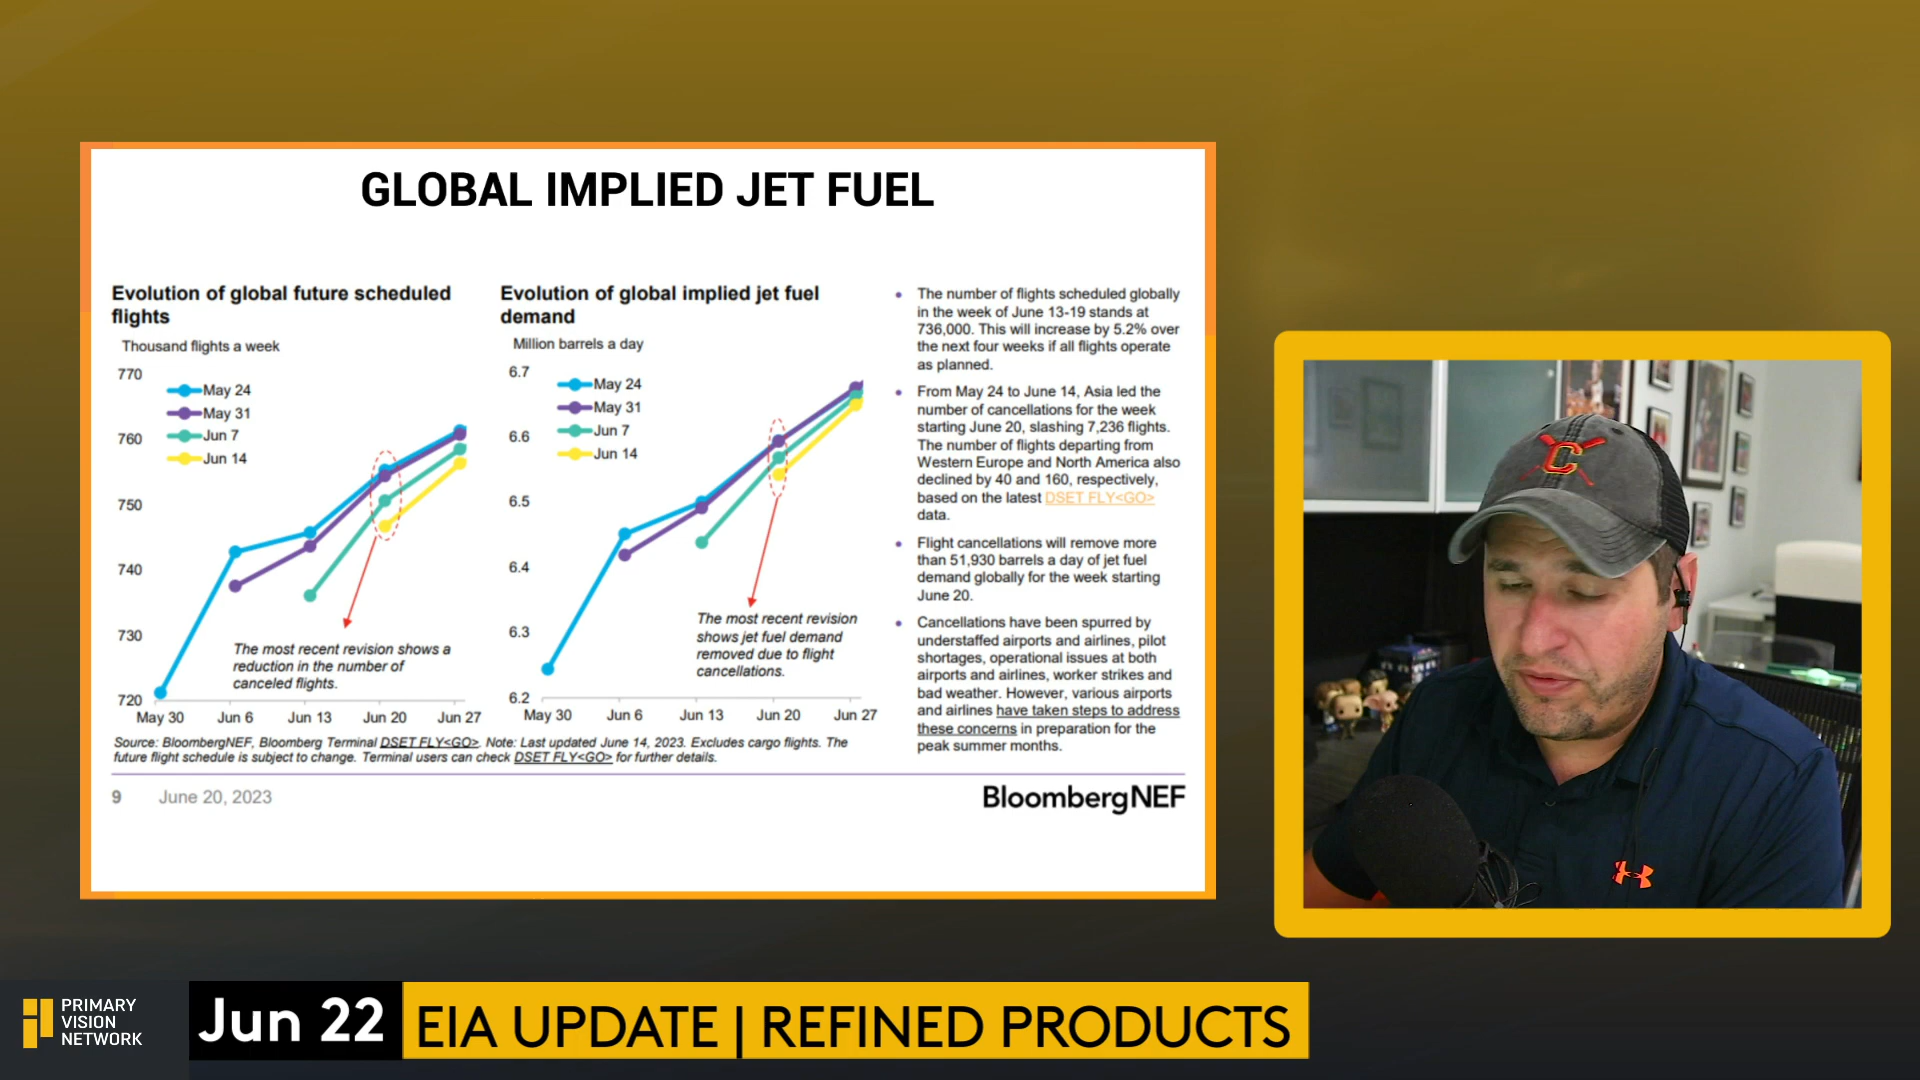 GLOBAL IMPLIED JET FUEL
Evolution of global future scheduled
flights
Thousand flights a week
770
760
750
740
730
720
May 24
May 31
Jun 7
Jun 14
The most recent revision shows a
reduction in the number of
canceled flights.
May 30
Jun 6
Jun 13
Jun 20
Jun 27
Evolution of global implied jet fuel
demand
Million barrels a day
6.7
6.6
6.5
6.4
6.3
6.2
May 24
May 31
Jun 7
Jun 14
The most recent revision
shows jet fuel demand
removed due to flight
cancellations.
May 30
Jun 6
Jun 13
Jun 20
Jun 27
• The number of flights scheduled globally
in the week of June 13-19 stands at
736,000. This will increase by 5.2% over
the next four weeks if all flights operate
as planned.
• From May 24 to June 14, Asia led the
number of cancellations for the week
starting June 20, slashing 7,236 flights.
The number of flights departing from
Western Europe and North America also
declined by 40 and 160, respectively,
based on the latest DSET FLY<GO>
data.
• Flight cancellations will remove more
than 51,930 barrels a day of jet fuel
demand globally for the week starting
June 20.
• Cancellations have been spurred by
understaffed airports and airlines, pilot
shortages, operational issues at both
airports and airlines, worker strikes and
bad weather. However, various airports
and airlines have taken steps to address
these concerns in preparation for the
peak summer months.
Source: BloombergNEF, Bloomberg Terminal DSET FLY<GO>. Note: Last updated June 14, 2023. Excludes cargo flights. The
future flight schedule is subject to change. Terminal users can check DSET FLY<GO> for further details.
9 June 20, 2023
BloombergNEF
C
PRIMARY
VISION
NETWORK
Jun 22
EIA UPDATE | REFINED PRODUCTS